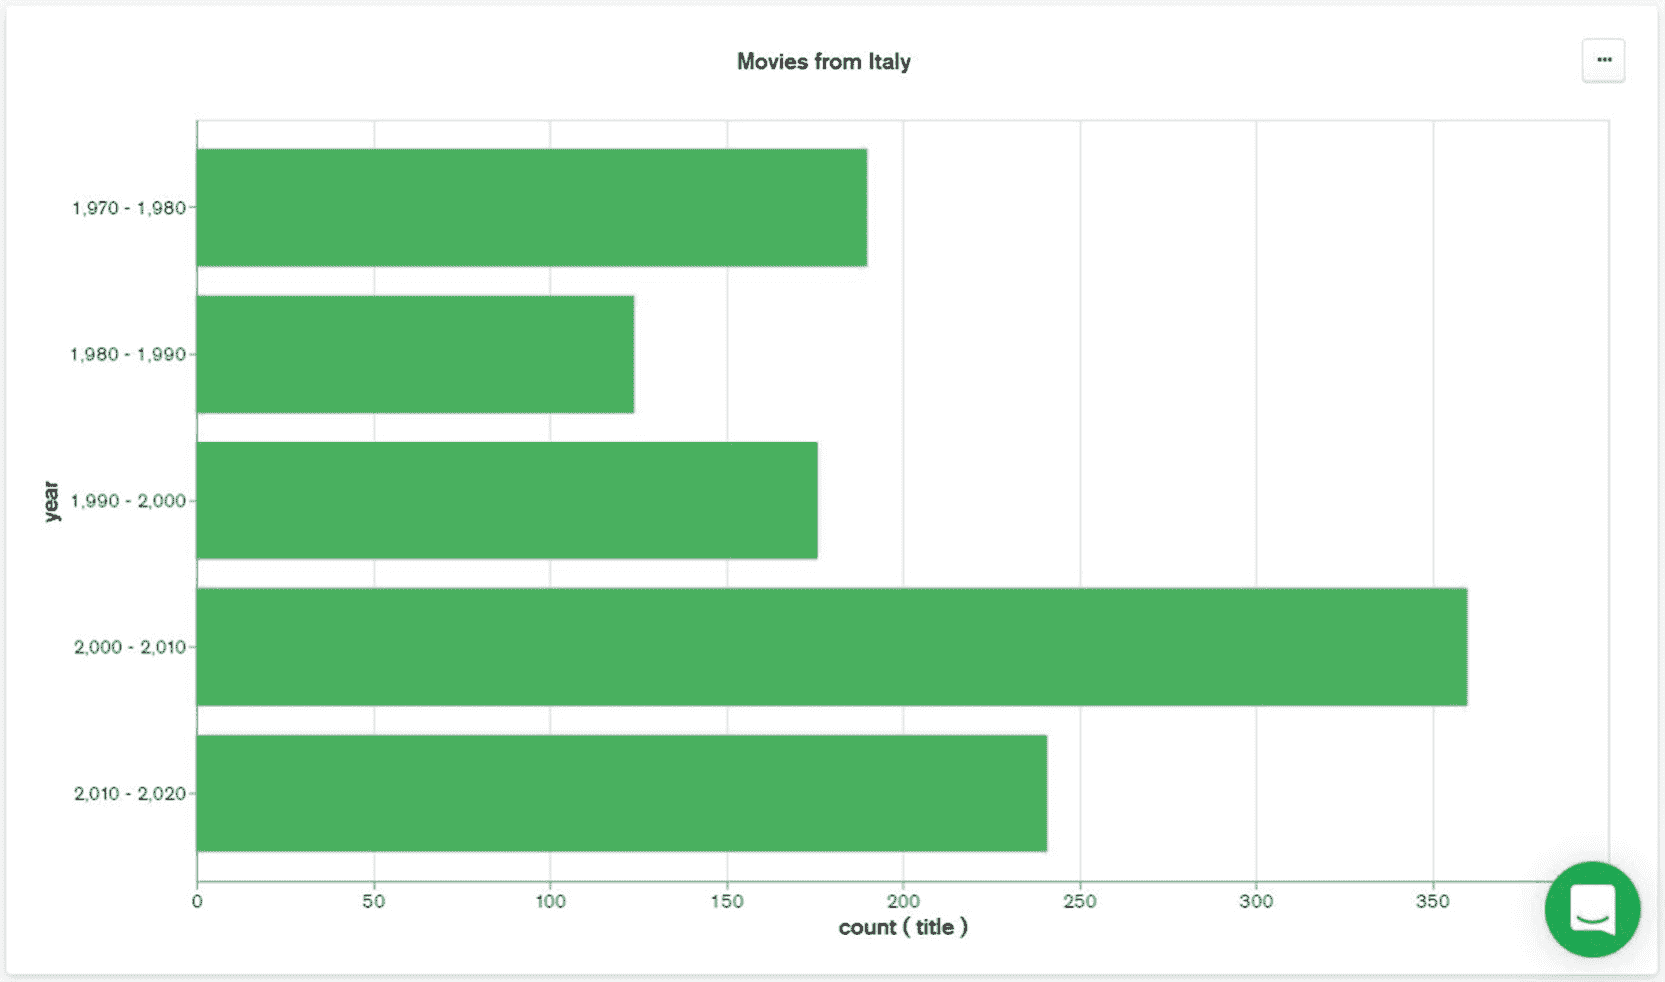 Movies from Italy
...
year
1,970 - 1,980
1,980 - 1,990
1,990 - 2,000
2,000 - 2,010
2,010 - 2,020
0 50 100 150 200 250 300 350
count ( title )